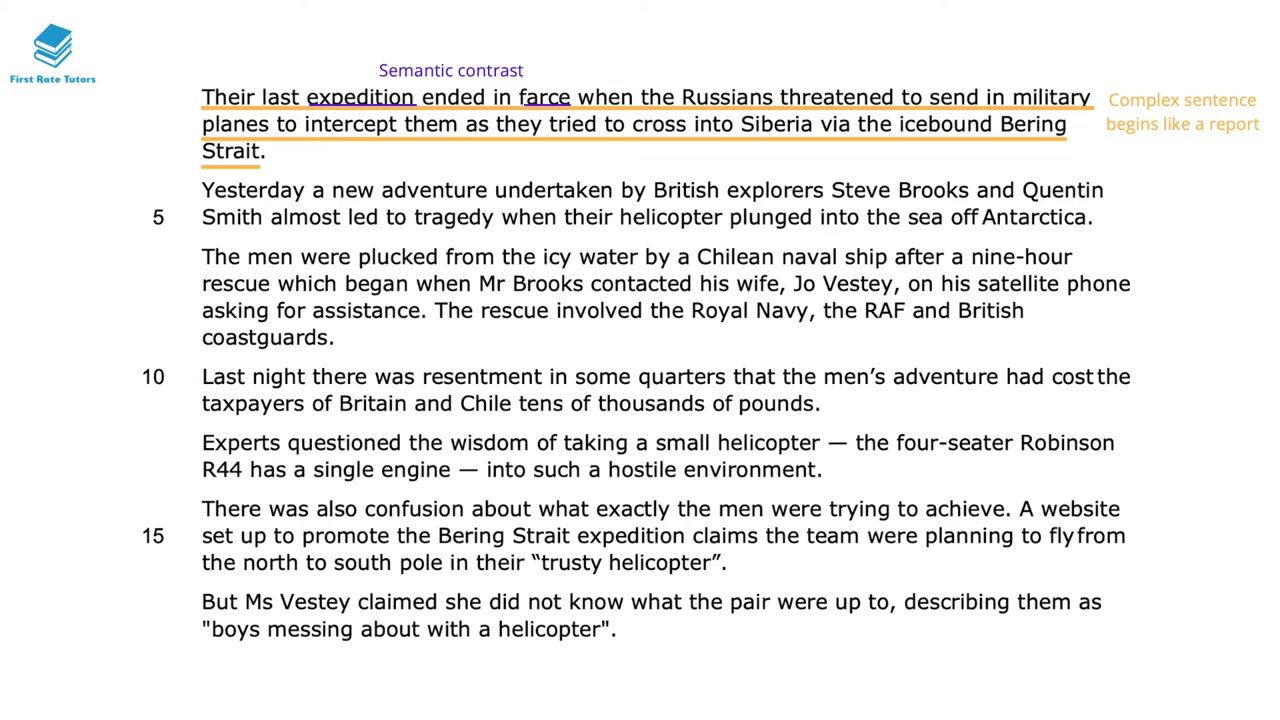 First Rate Tutors
Semantic contrast
Their last expedition ended in farce when the Russians threatened to send in military
planes to intercept them as they tried to cross into Siberia via the icebound Bering
Strait.
Complex sentence
begins like a report
Yesterday a new adventure undertaken by British explorers Steve Brooks and Quentin
5 Smith almost led to tragedy when their helicopter plunged into the sea off Antarctica.
The men were plucked from the icy water by a Chilean naval ship after a nine-hour
rescue which began when Mr Brooks contacted his wife, Jo Vestey, on his satellite phone
asking for assistance. The rescue involved the Royal Navy, the RAF and British
coastguards.
10 Last night there was resentment in some quarters that the men’s adventure had cost the
taxpayers of Britain and Chile tens of thousands of pounds.
Experts questioned the wisdom of taking a small helicopter — the four-seater Robinson
R44 has a single engine — into such a hostile environment.
There was also confusion about what exactly the men were trying to achieve. A website
15 set up to promote the Bering Strait expedition claims the team were planning to fly from
the north to south pole in their “trusty helicopter”.
But Ms Vestey claimed she did not know what the pair were up to, describing them as
"boys messing about with a helicopter".